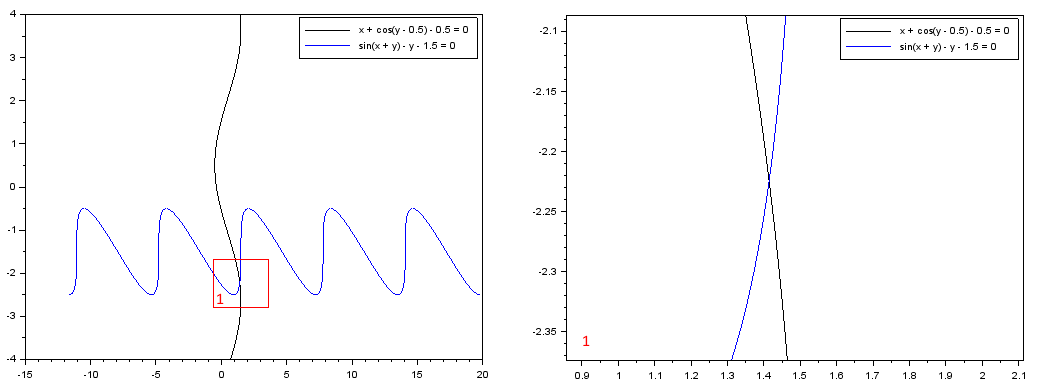 x + cos(y - 0.5) - 0.5 = 0
sin(x + y) - y - 1.5 = 0
4
3
2
1
0
-1
-2
-3
-4
1
-15 -10 -5 0 5 10 15 20
x + cos(y - 0.5) - 0.5 = 0
sin(x + y) - y - 1.5 = 0
-2.1
-2.15
-2.2
-2.25
-2.3
-2.35
1
0.9 1 1.1 1.2 1.3 1.4 1.5 1.6 1.7 1.8 1.9 2 2.1